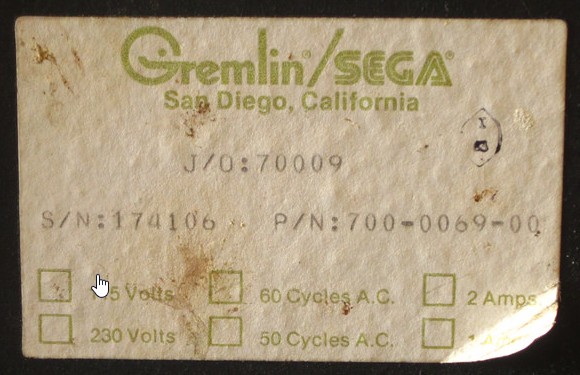 Gremlin®/SEGA®
San Diego, California
J/O:70009
S/N:174106 P/N:700-0069-00
Volts 60 Cycles A.C. 2 Amps
230 Volts 50 Cycles A.C.